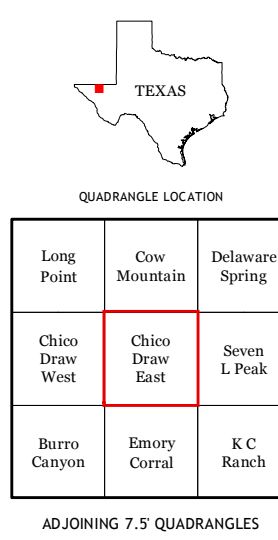 TEXAS
QUADRANGLE LOCATION
Long
Point
Cow
Mountain
Delaware
Spring
Chico
Draw
West
Chico
Draw
East
Seven
L Peak
Burro
Canyon
Emory
Corral
K C
Ranch
ADJOINING 7.5' QUADRANGLES